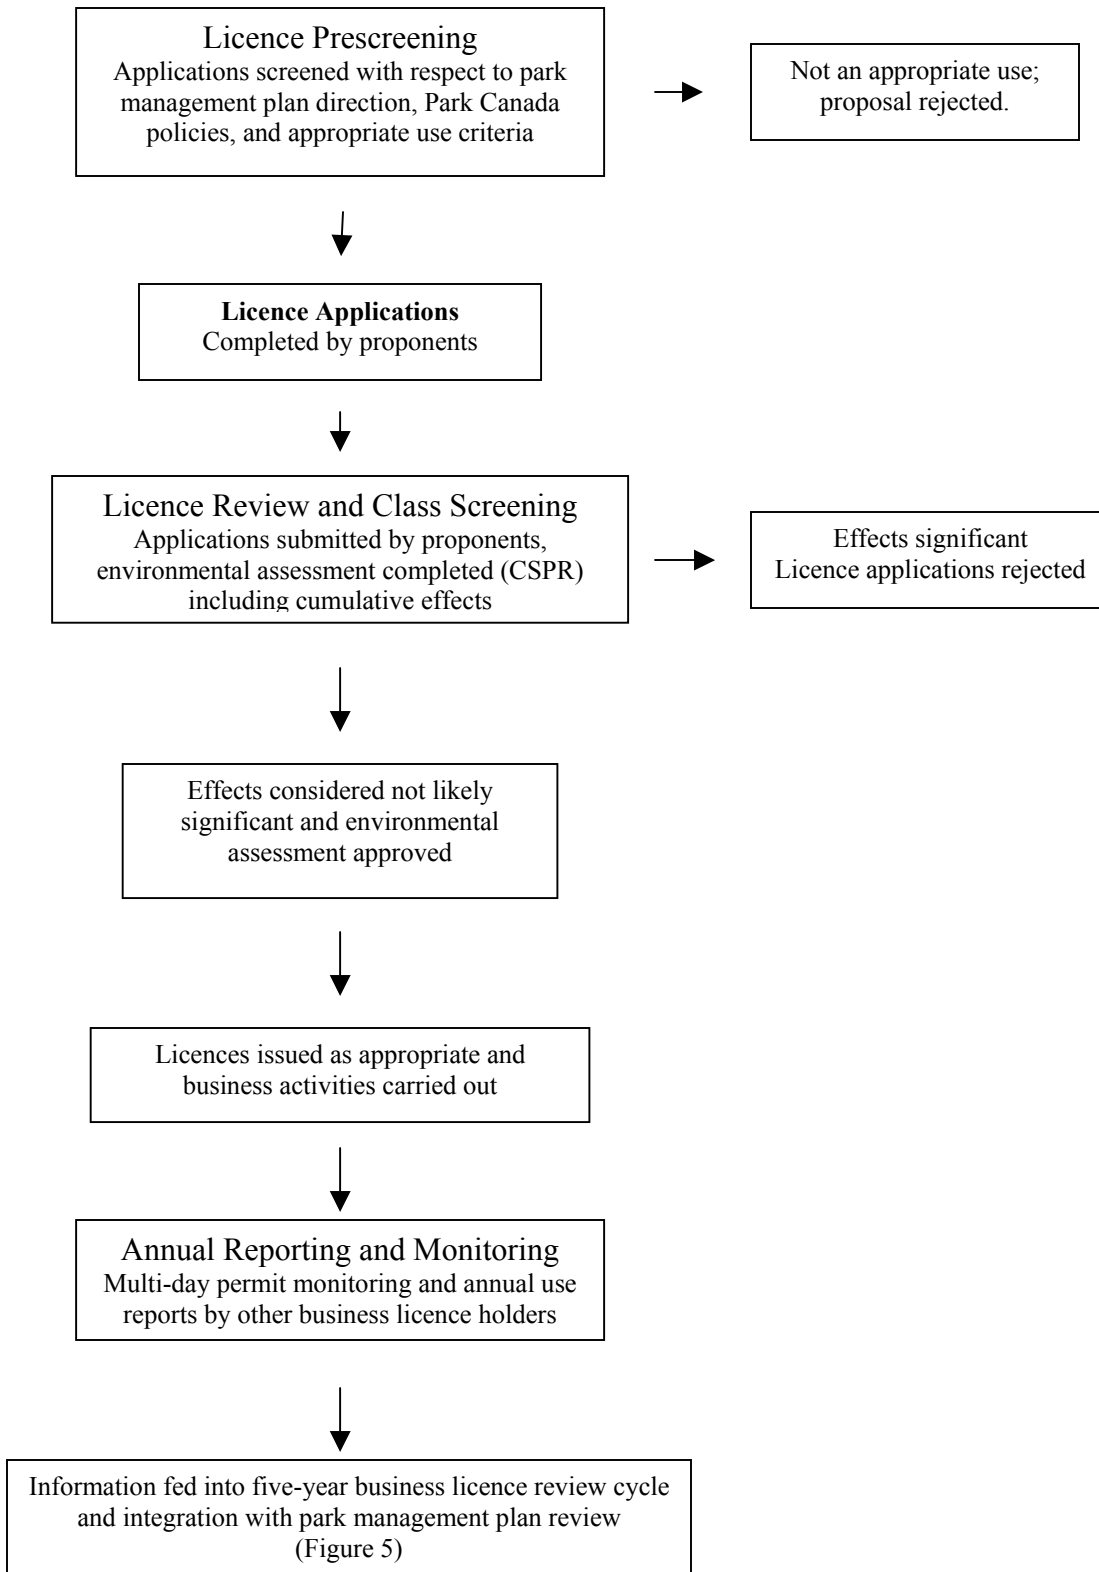 Licence Prescreening
Applications screened with respect to park
management plan direction, Park Canada
policies, and appropriate use criteria
Not an appropriate use;
proposal rejected.
Licence Applications
Completed by proponents
Licence Review and Class Screening
Applications submitted by proponents,
environmental assessment completed (CSPR)
including cumulative effects
Effects significant
Licence applications rejected
Effects considered not likely
significant and environmental
assessment approved
Licences issued as appropriate and
business activities carried out
Annual Reporting and Monitoring
Multi-day permit monitoring and annual use
reports by other business licence holders
Information fed into five-year business licence review cycle
and integration with park management plan review
(Figure 5)